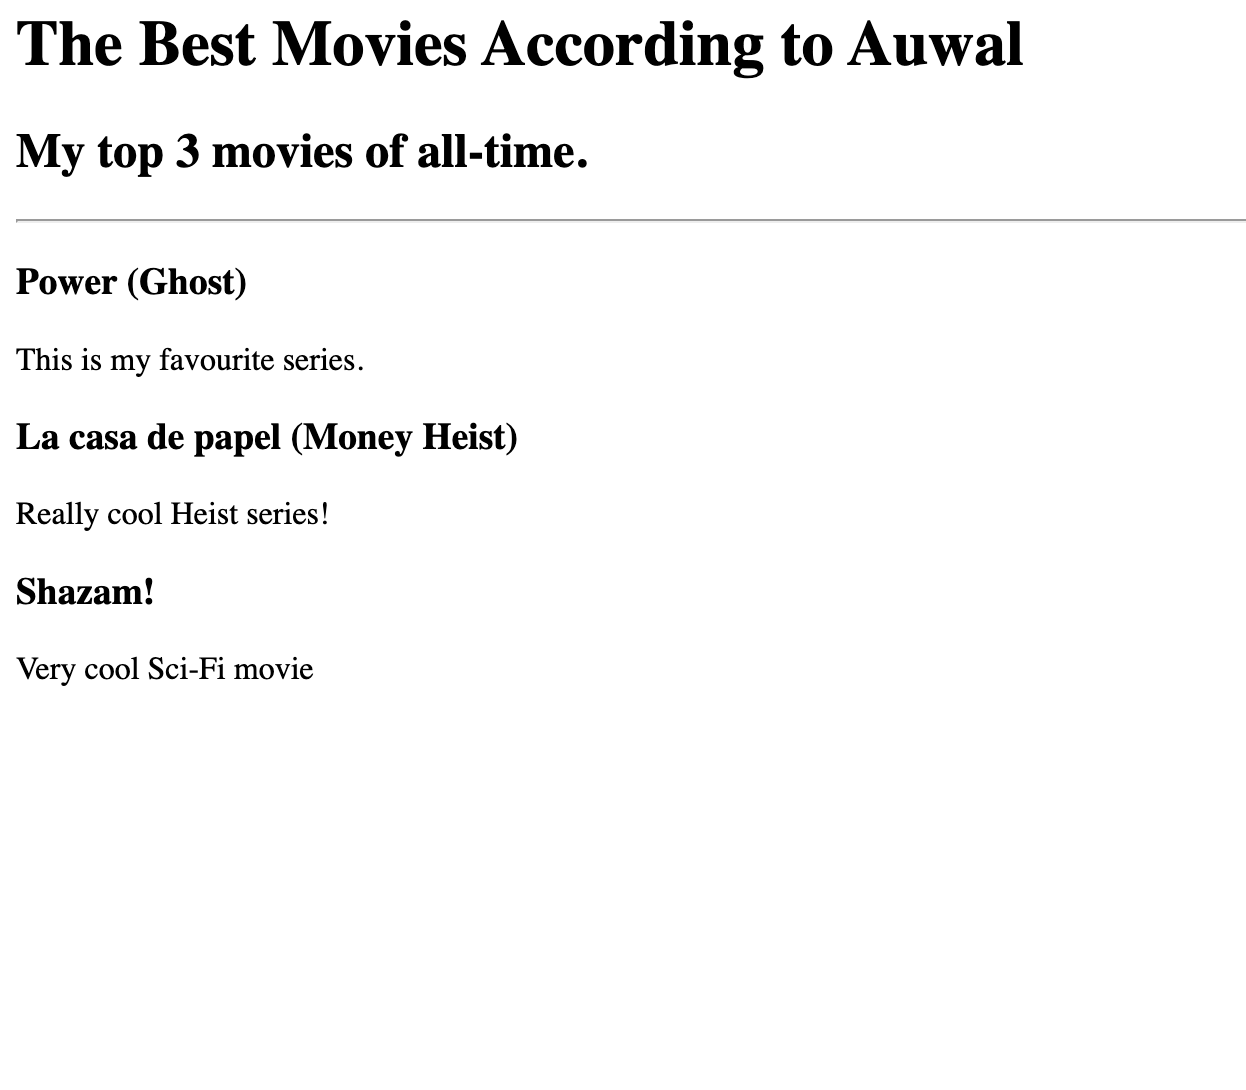 The Best Movies According to Auwal
My top 3 movies of all-time.
Power (Ghost)
This is my favourite series.
La casa de papel (Money Heist)
Really cool Heist series!
Shazam!
Very cool Sci-Fi movie